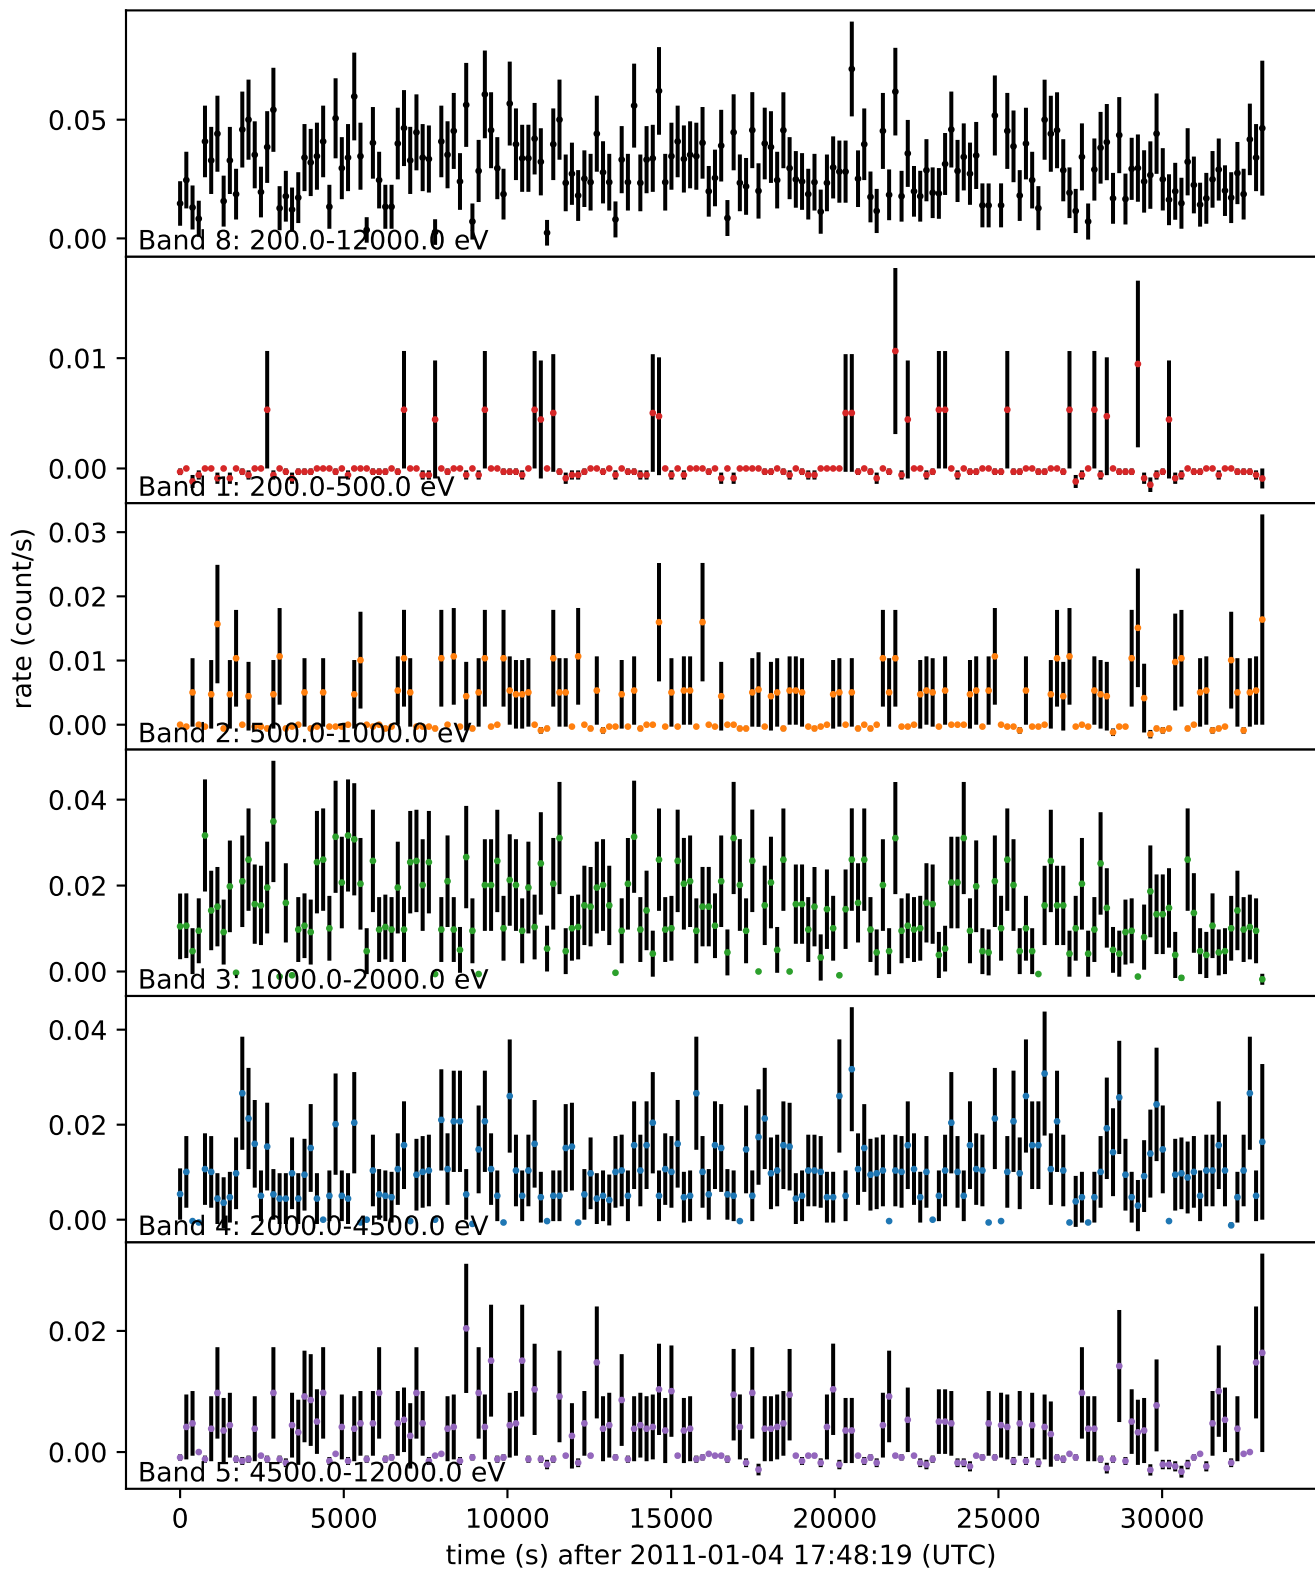 0.05
0.00
Band 8: 200.0-12000.0 eV
0.01
0.00
Band 1: 200.0-500.0 eV
rate (count/s)
0.03
0.02
0.01
0.00
Band 2: 500.0-1000.0 eV
0.04
0.02
0.00
Band 3: 1000.0-2000.0 eV
0.04
0.02
0.00
Band 4: 2000.0-4500.0 eV
0.02
0.00
Band 5: 4500.0-12000.0 eV
0 5000 10000 15000 20000 25000 30000
time (s) after 2011-01-04 17:48:19 (UTC)